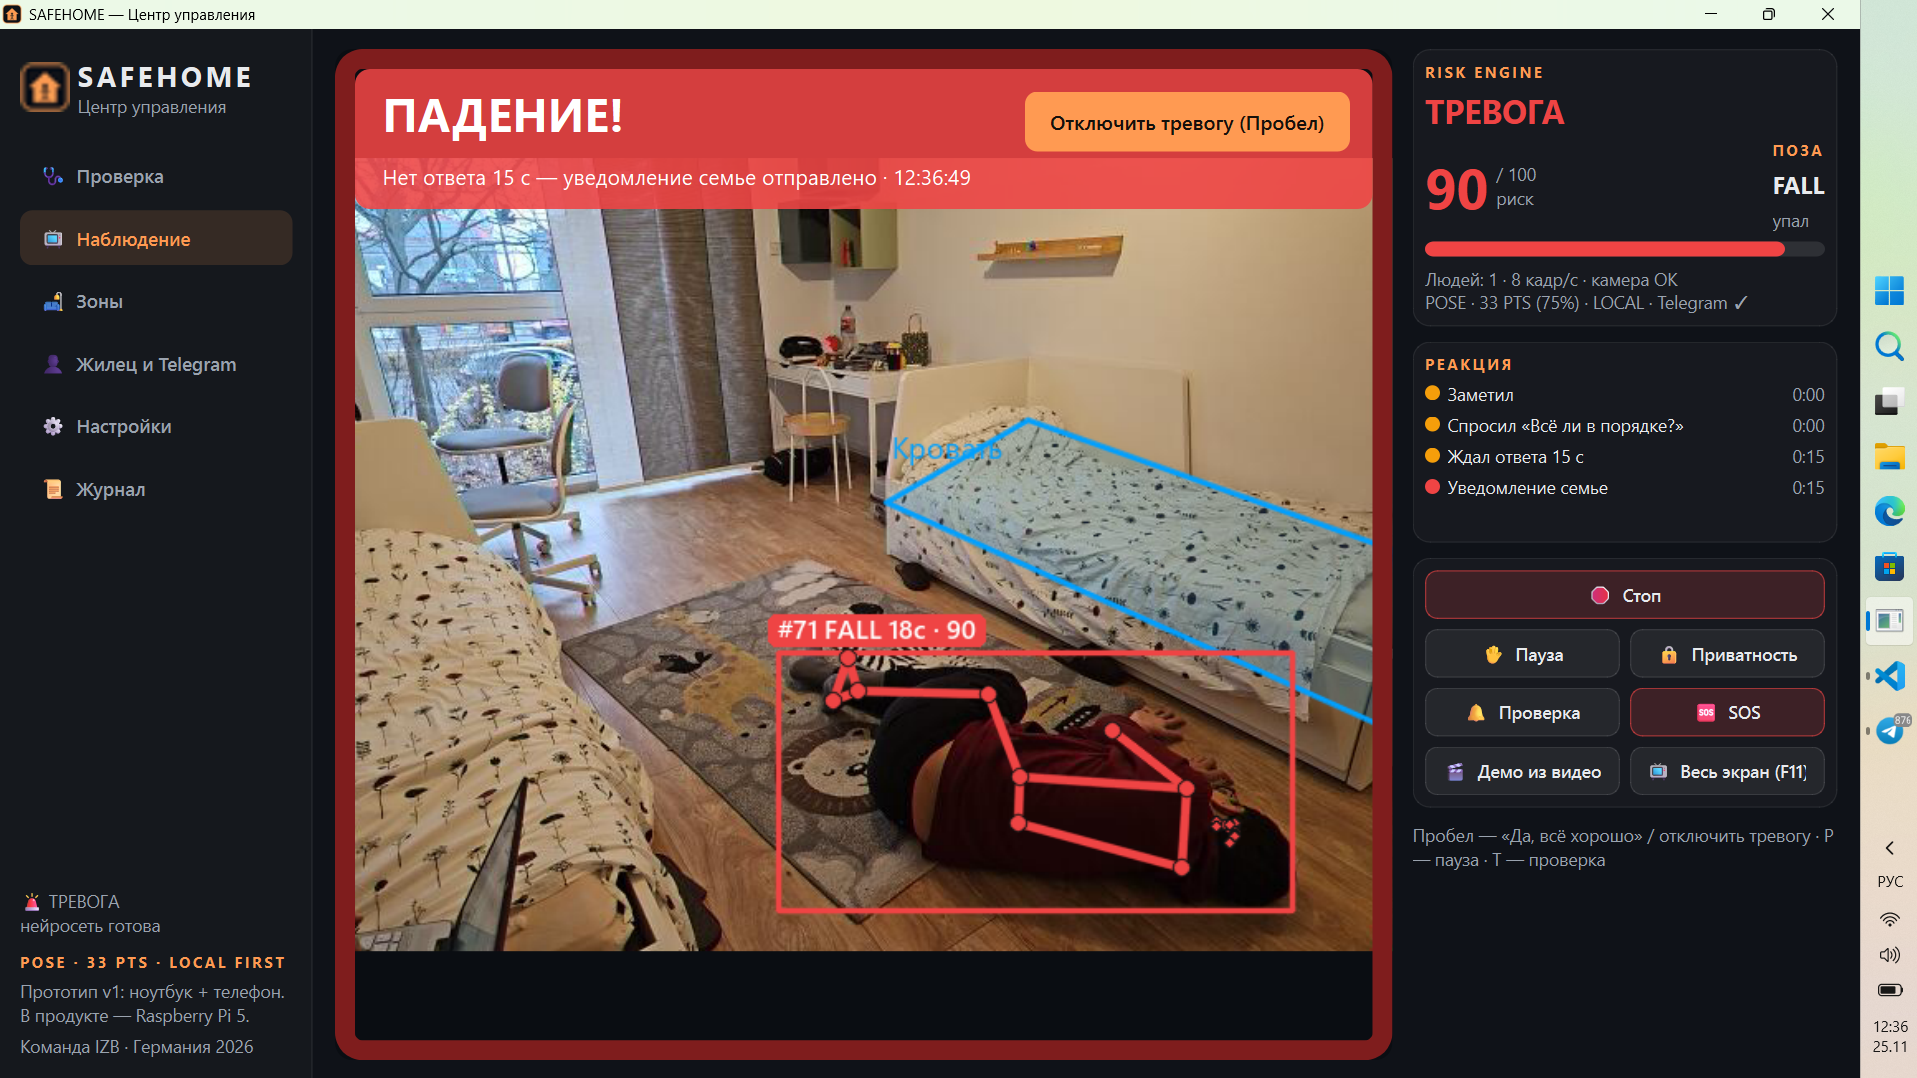 SAFEHOME — Центр управления
SAFEHOME
Центр управления
Проверка
Наблюдение
Зоны
Жилец и Telegram
Настройки
Журнал
ТРЕВОГА
нейросеть готова
POSE · 33 PTS · LOCAL FIRST
Прототип v1: ноутбук + телефон.
В продукте — Raspberry Pi 5.
Команда IZB · Германия 2026
ПАДЕНИЕ!
Отключить тревогу (Пробел)
Нет ответа 15 с — уведомление семье отправлено · 12:36:49
Кровать
#71 FALL 18с · 90
RISK ENGINE
ТРЕВОГА
90 / 100
риск
ПОЗА
FALL
упал
Людей: 1 · 8 кадр/с · камера OK
POSE · 33 PTS (75%) · LOCAL · Telegram ✓
РЕАКЦИЯ
Заметил 0:00
Спросил «Всё ли в порядке?» 0:00
Ждал ответа 15 с 0:15
Уведомление семье 0:15
Стоп
Пауза
Приватность
Проверка
SOS SOS
Демо из видео
Весь экран (F11)
Пробел — «Да, всё хорошо» / отключить тревогу · P
— пауза · T — проверка
876
РУС
12:36
25.11